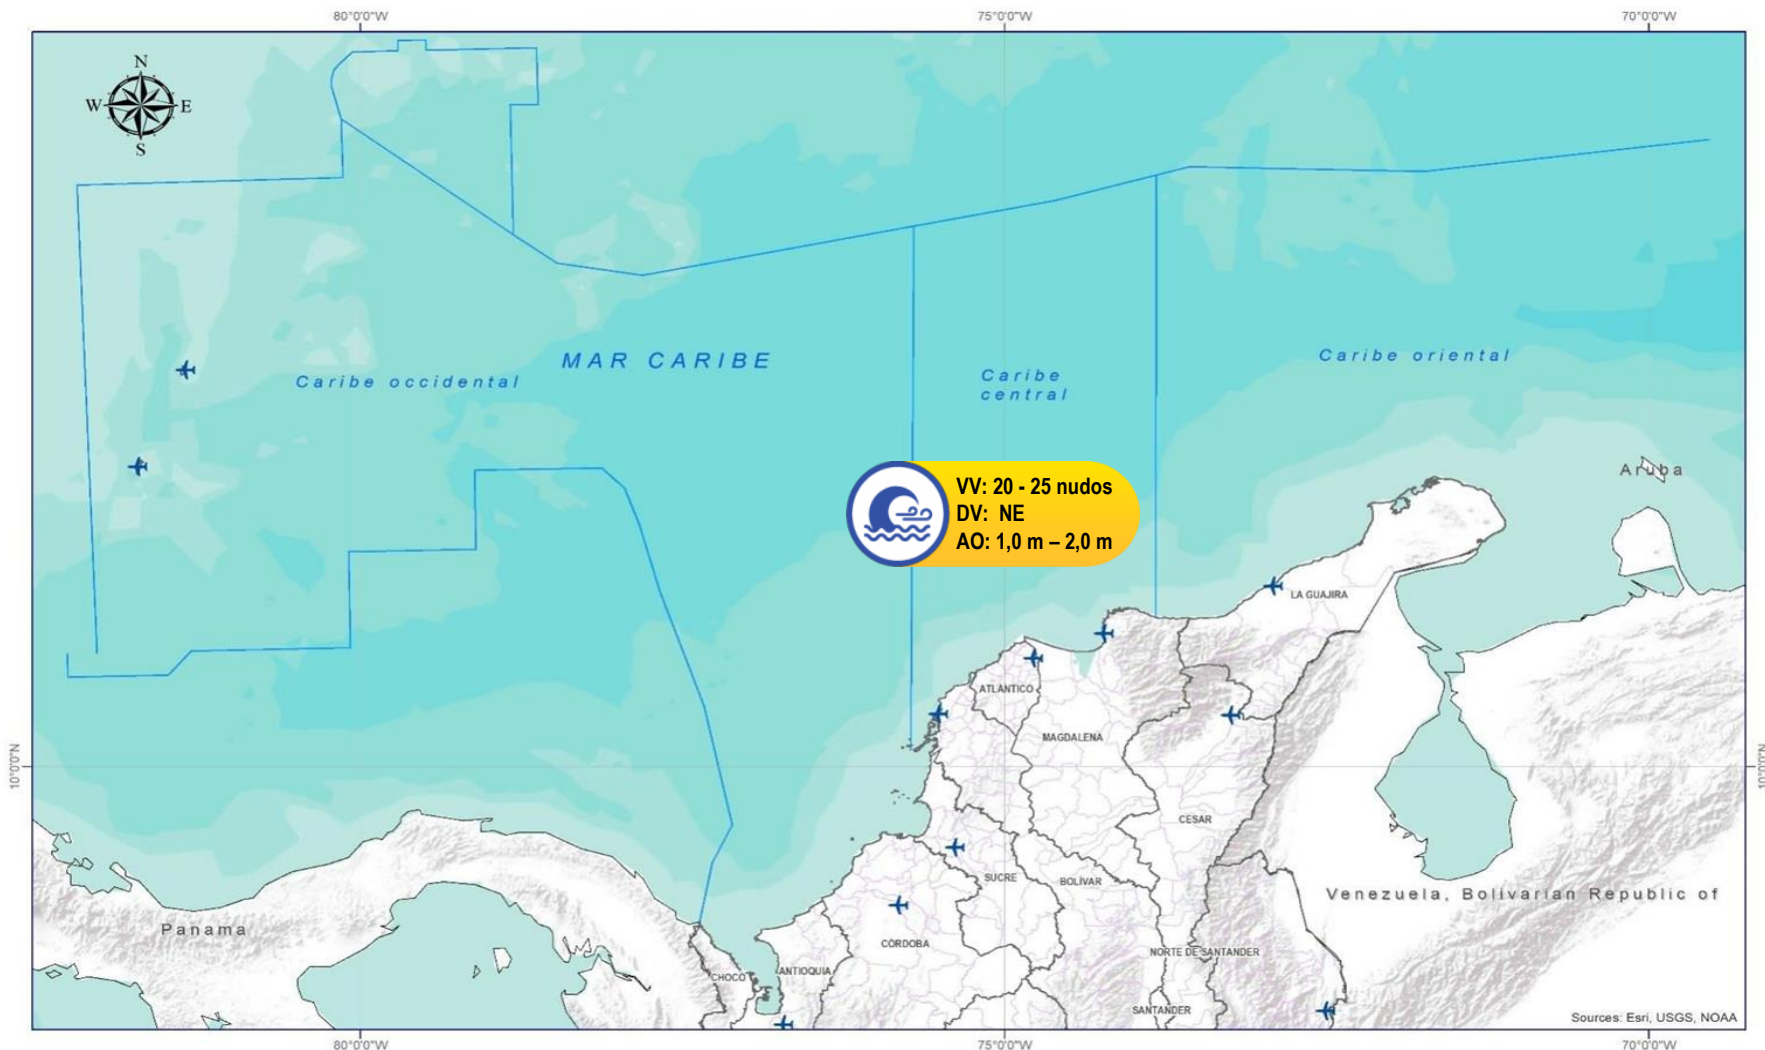 80°0'0"W
75°0'0"W
70°0'0"W
N
W
E
S
MAR CARIBE
Caribe occidental
Caribe
central
Caribe oriental
VV: 20 - 25 nudos
DV: NE
AO: 1,0 m – 2,0 m
Aruba
LA GUAJIRA
ATLANTICO
MAGDALENA
10°0'0"N
10°0'0"N
CESAR
SUCRE
BOLÍVAR
Venezuela, Bolivarian Republic of
Panama
CÓRDOBA
NORTE DE SANTANDER
CHOCO
ANTIOQUIA
SANTANDER
Sources: Esri, USGS, NOAA
80°0'0"W
75°0'0"W
70°0'0"W